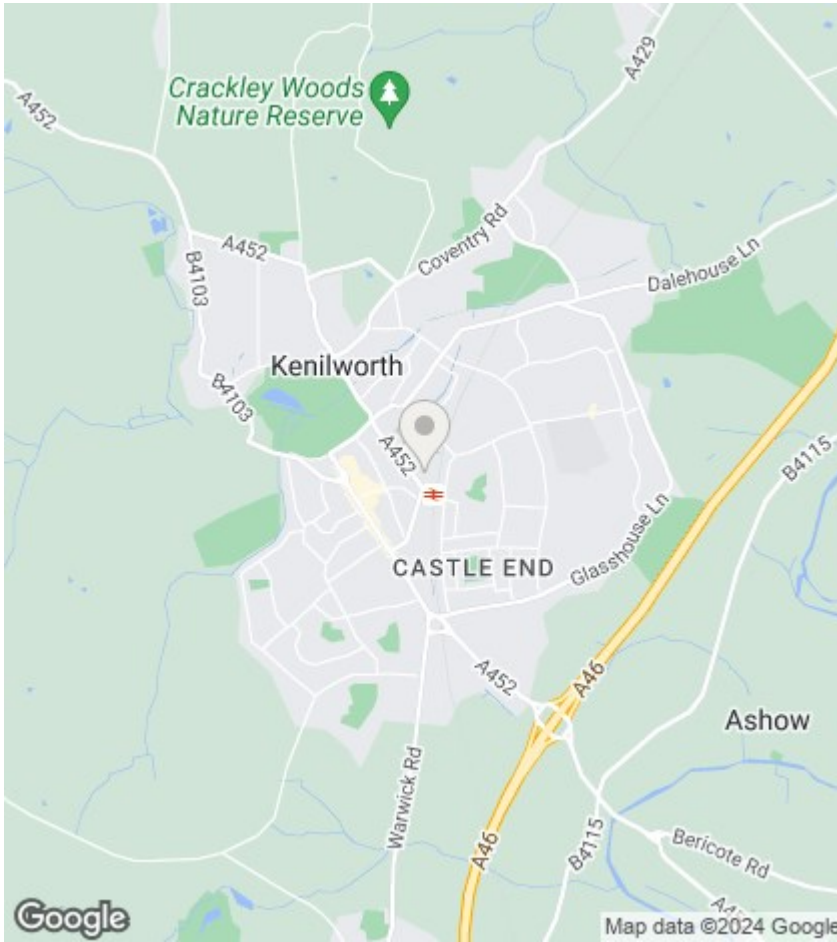 Crackley Woods
Nature Reserve
A429
A452
A452
Coventry Rd
Dalehouse Ln
B4103
Kenilworth
B4103
A452
B4115
Glasshouse Ln
CASTLE END
A452
A46
Ashow
Warwick Rd
B4115
Bericote Rd
A46
Google
Map data ©2024 Google